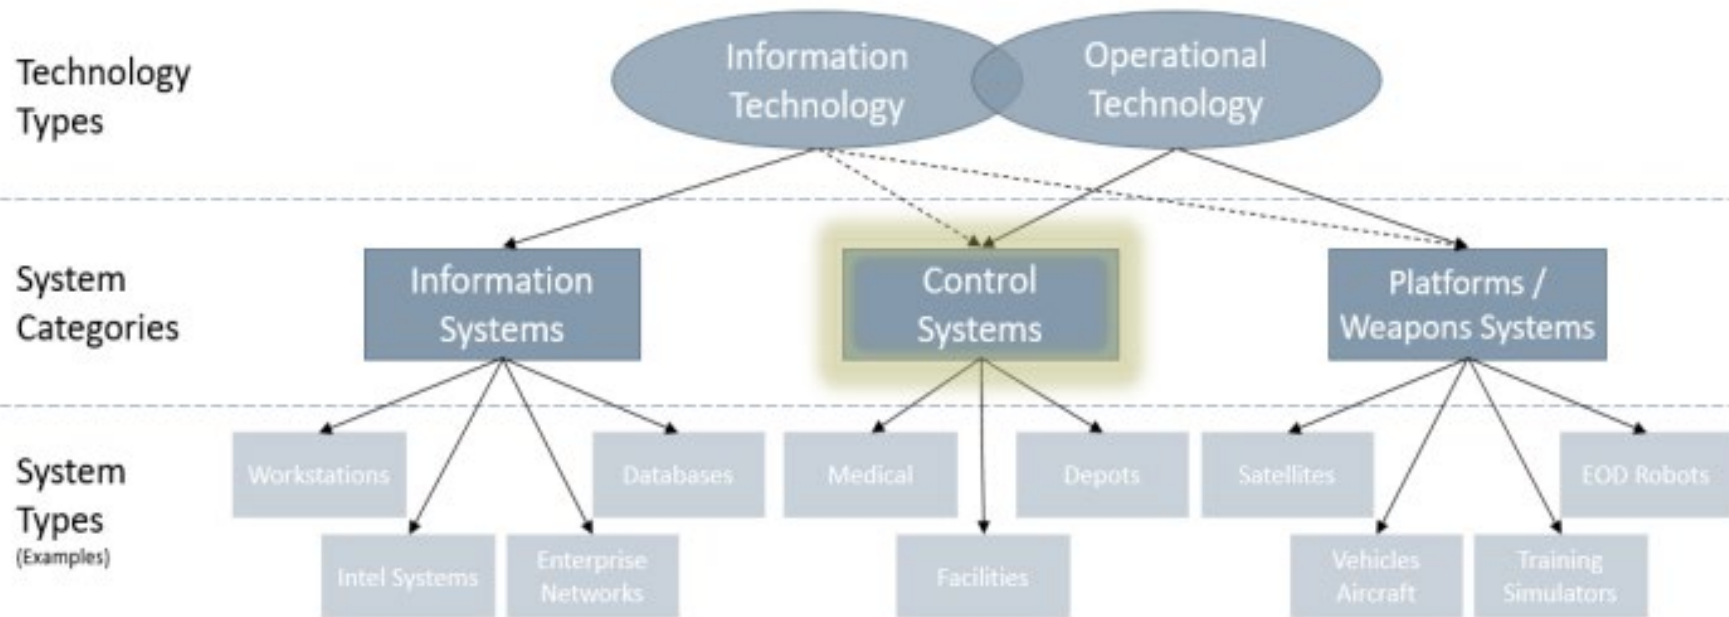 Technology
Types
Information
Technology
Operational
Technology
System
Categories
Information
Systems
Control
Systems
Platforms /
Weapons Systems
System
Types
(Examples)
Workstations
Databases
Medical
Depots
Satellites
EOD Robots
Intel Systems
Enterprise
Networks
Facilities
Vehicles
Aircraft
Training
Simulators